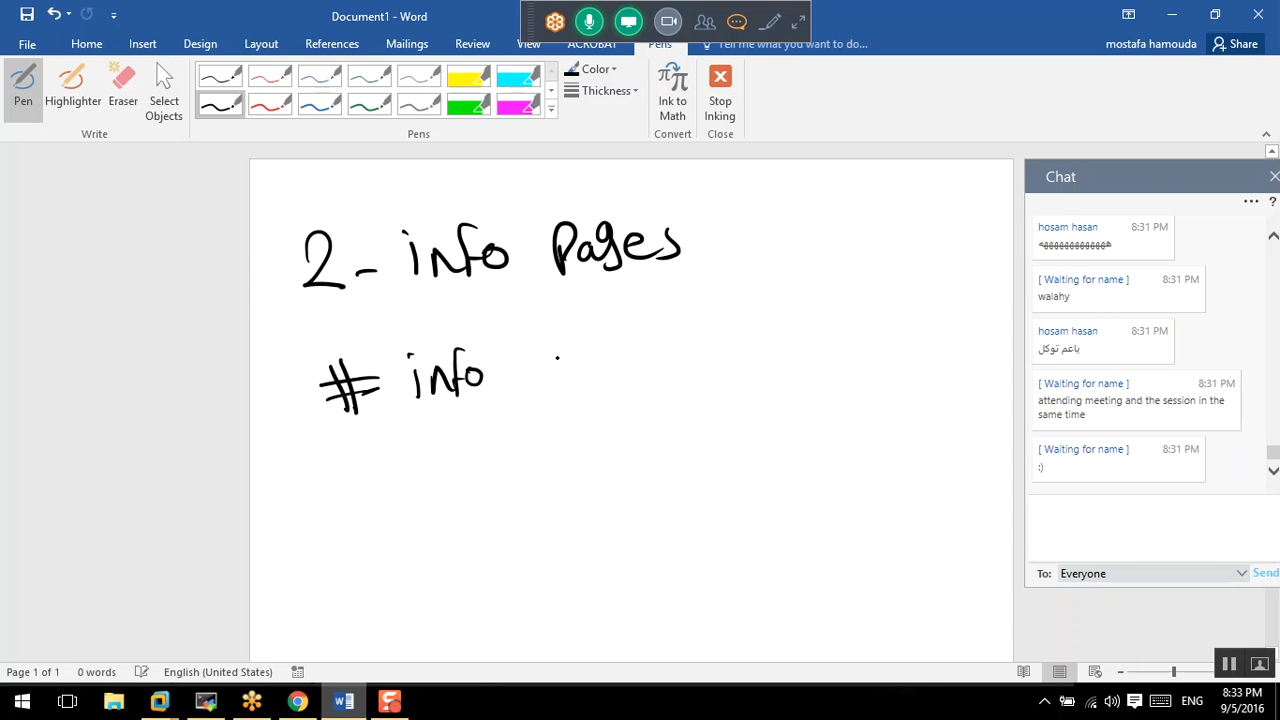 Document1 - Word
mostafa hamouda
Share
File
Home
Insert
Design
Layout
References
Mailings
Review
View
ACROBAT
Pens
Tell me what you want to do...
Pen
Highlighter
Eraser
Select Objects
Color
Thickness
Ink to Math
Stop Inking
Write
Pens
Convert
Close
2 - info Pages
# info
Chat
hosam hasan 8:31 PM
[ Waiting for name ] 8:31 PM
walahy
hosam hasan 8:31 PM
ياعم توكل
[ Waiting for name ] 8:31 PM
attending meeting and the session in the
same time
[ Waiting for name ] 8:31 PM
:)
To: Everyone
Send
Page 1 of 1
0 words
English (United States)
ENG
8:33 PM
9/5/2016